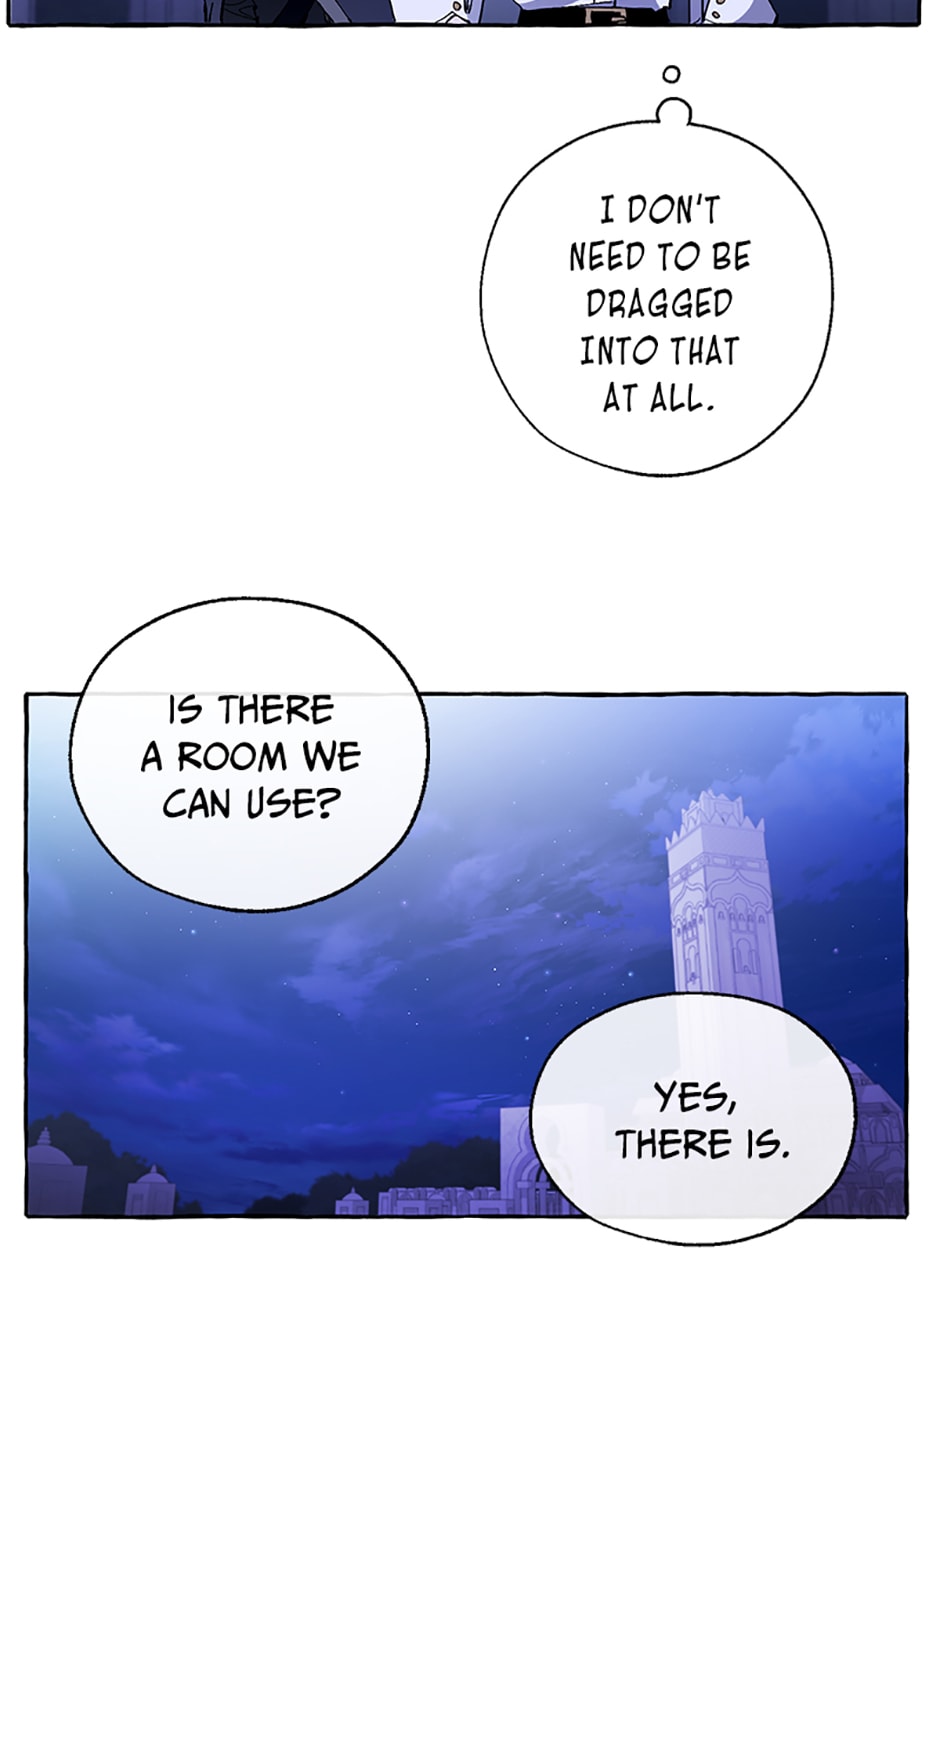 I DON'T
NEED TO BE
DRAGGED
INTO THAT
AT ALL.
IS THERE
A ROOM WE
CAN USE?
YES,
THERE IS.